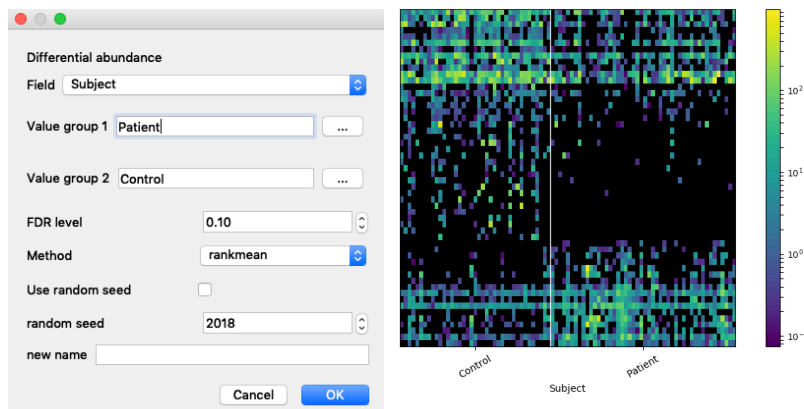 Differential abundance
Field Subject
Value group 1 Patient ...
Value group 2 Control ...
FDR level 0.10
Method rankmean
Use random seed
random seed 2018
new name
Cancel OK
Control Patient
Subject
10²
10⁰
10⁻